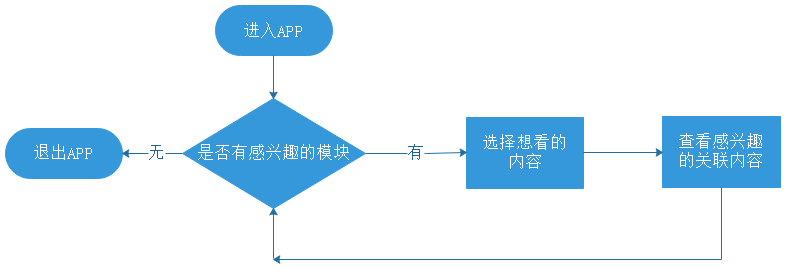 进入APP
退出APP
无
是否有感兴趣的模块
有
选择想看的
内容
查看感兴趣
的关联内容